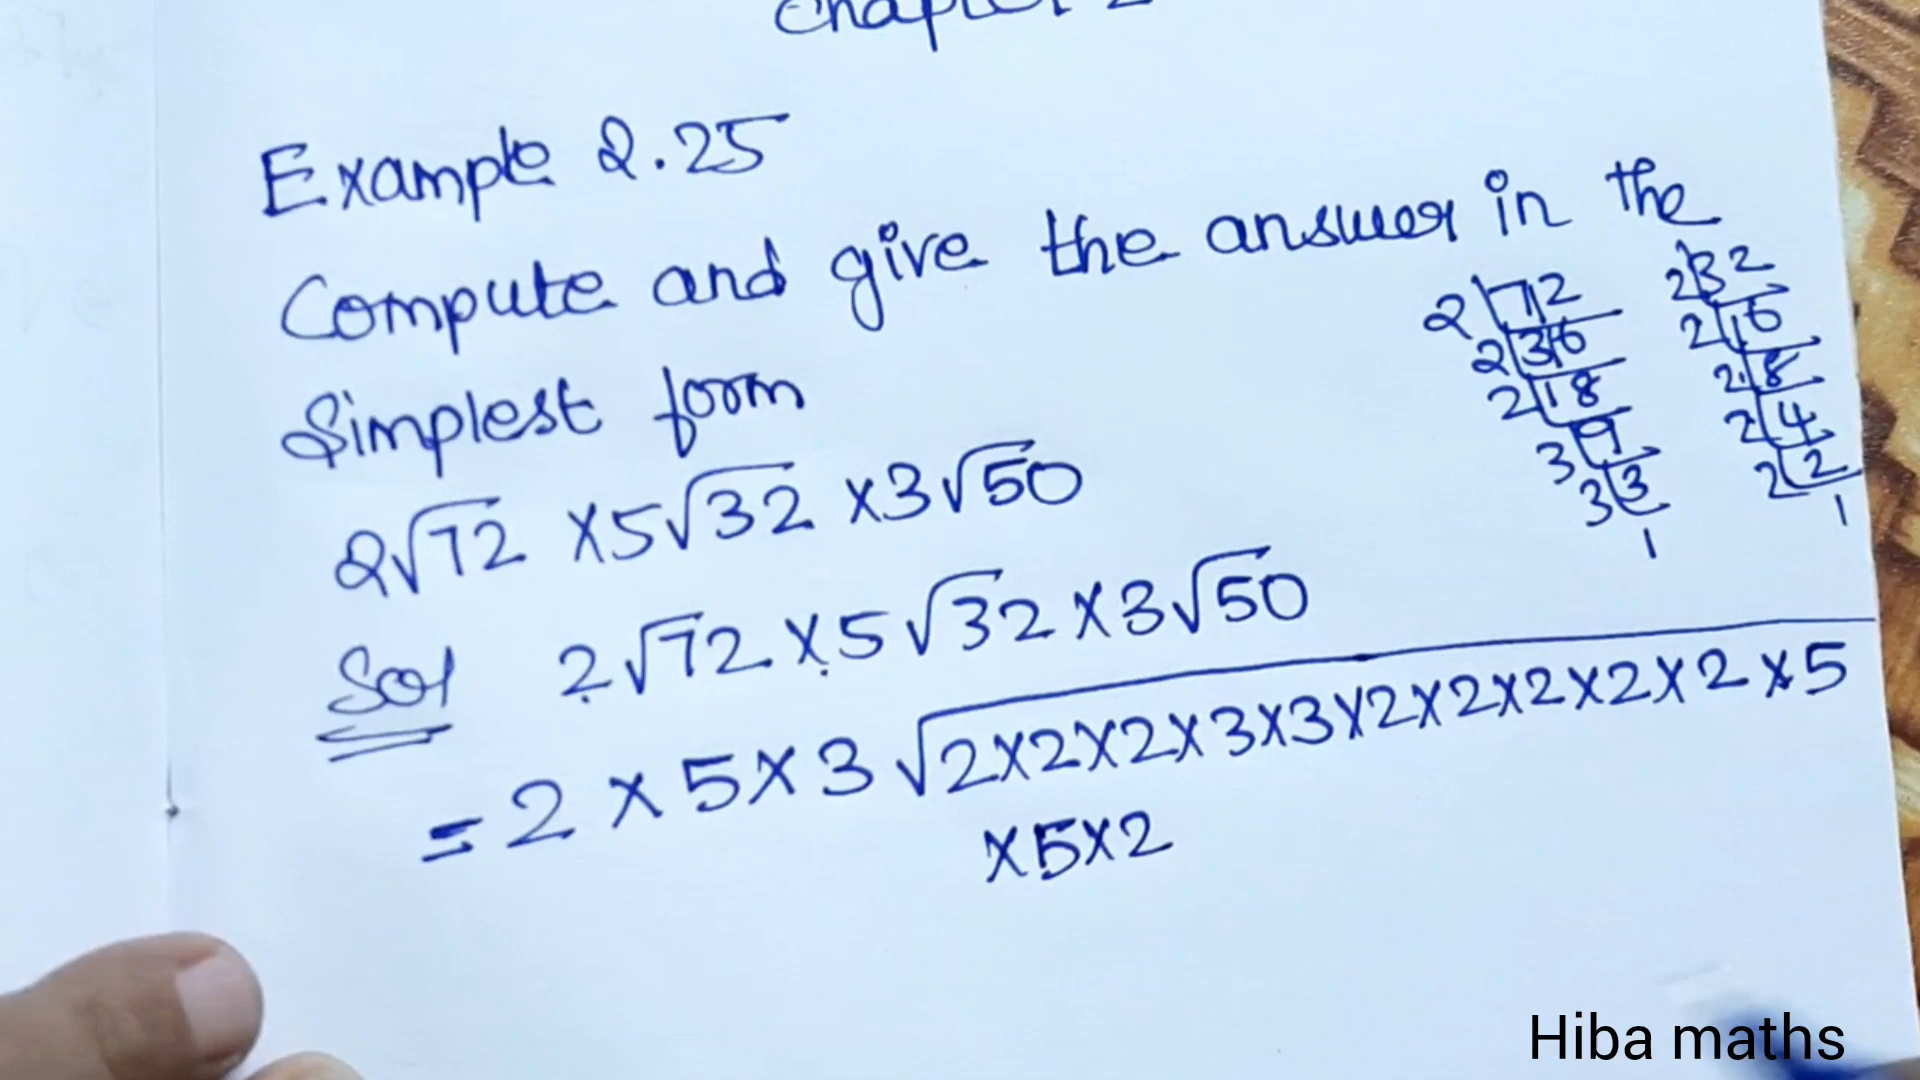 Chapter 2
Example 2.25
Compute and give the answer in the
Simplest form
2√72 ×5√32 ×3√50
Sol 2√72 × 5√32 × 3√50
= 2 × 5 × 3 √2×2×2×3×3×2×2×2×2×2×5
×5×2
2 72
2 36
2 18
3 9
3 3
1
2 32
2 16
2 8
2 4
2 2
1
Hiba maths